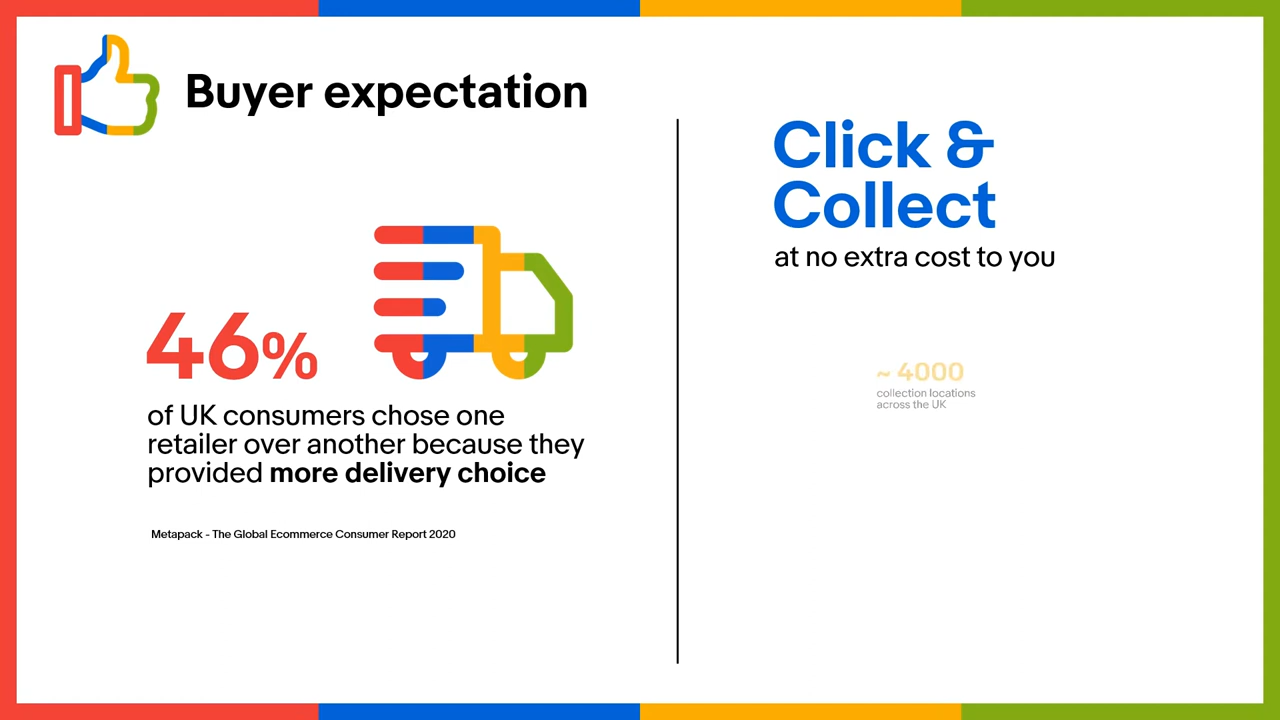 Buyer expectation
46%
of UK consumers chose one
retailer over another because they
provided more delivery choice
Metapack - The Global Ecommerce Consumer Report 2020
Click &
Collect
at no extra cost to you
~ 4000
collection locations
across the UK